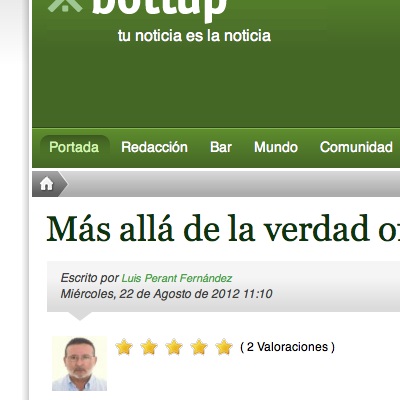 bottup
tu noticia es la noticia
Portada Redacción Bar Mundo Comunidad
Más allá de la verdad o
Escrito por Luis Perant Fernández
Miércoles, 22 de Agosto de 2012 11:10
( 2 Valoraciones )